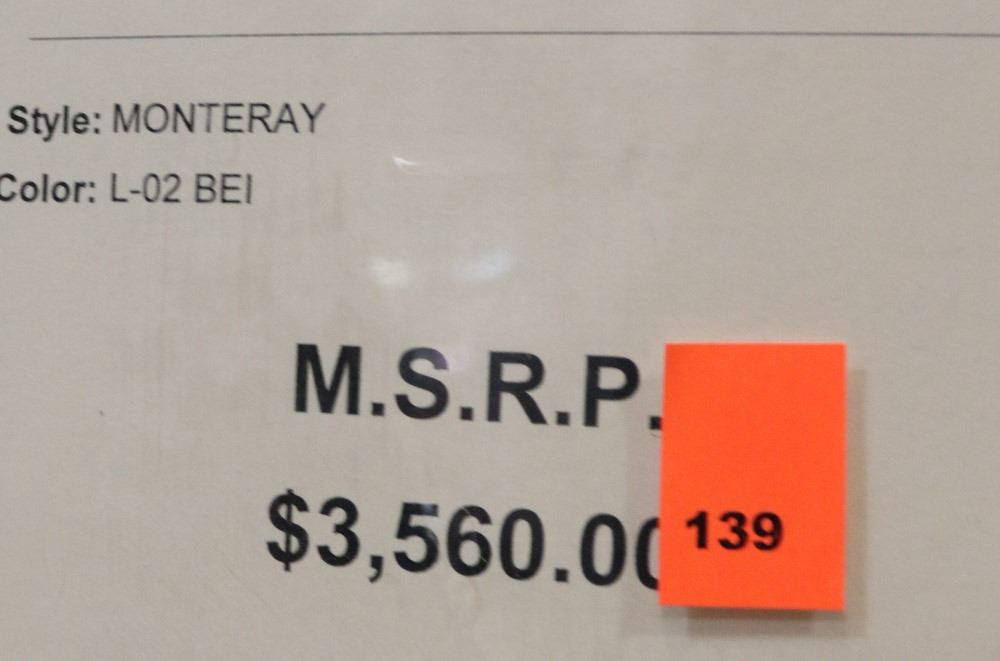 Style: MONTERAY
Color: L-02 BEI
M.S.R.P.
$3,560.00
139